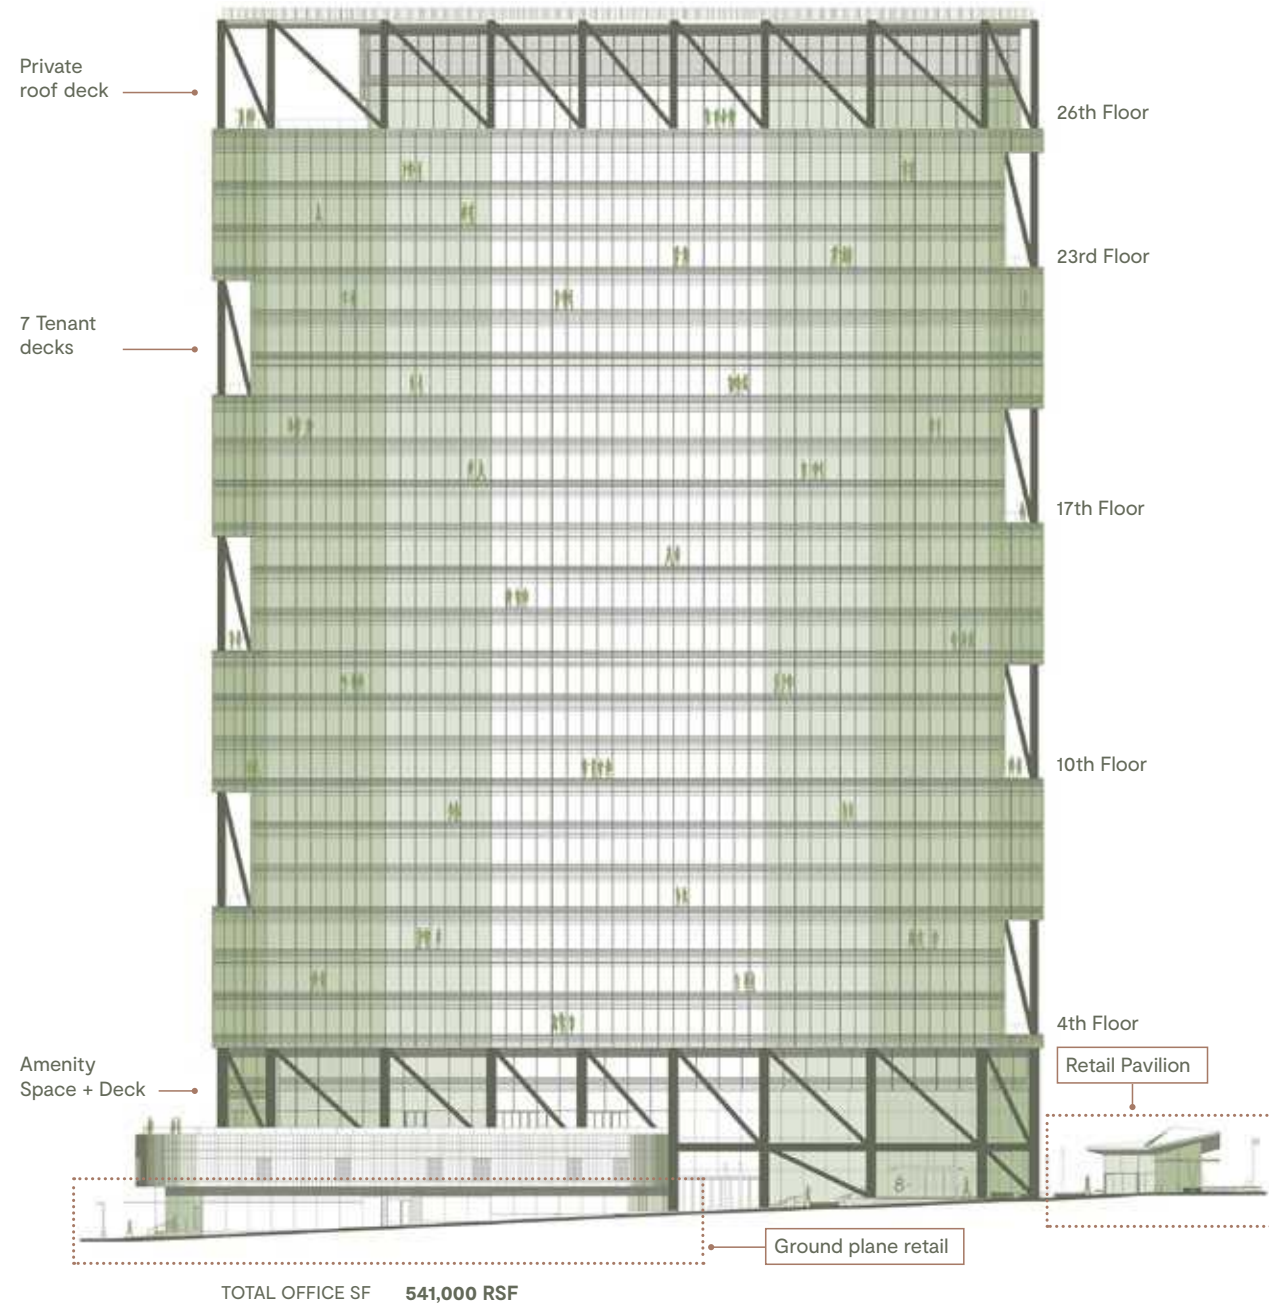 Private
roof deck
26th Floor
23rd Floor
7 Tenant
decks
17th Floor
10th Floor
4th Floor
Amenity
Space + Deck
Retail Pavilion
8
Ground plane retail
TOTAL OFFICE SF 541,000 RSF